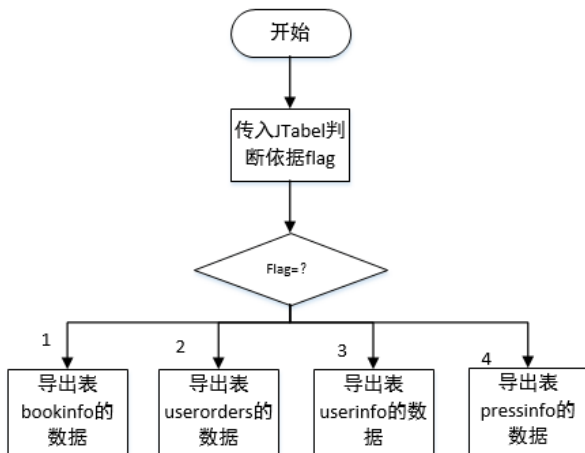 开始
传入JTabel判
断依据flag
Flag=?
1
2
3
4
导出表
bookinfo的
数据
导出表
userorders的
数据
导出表
userinfo的数
据
导出表
pressinfo的
数据